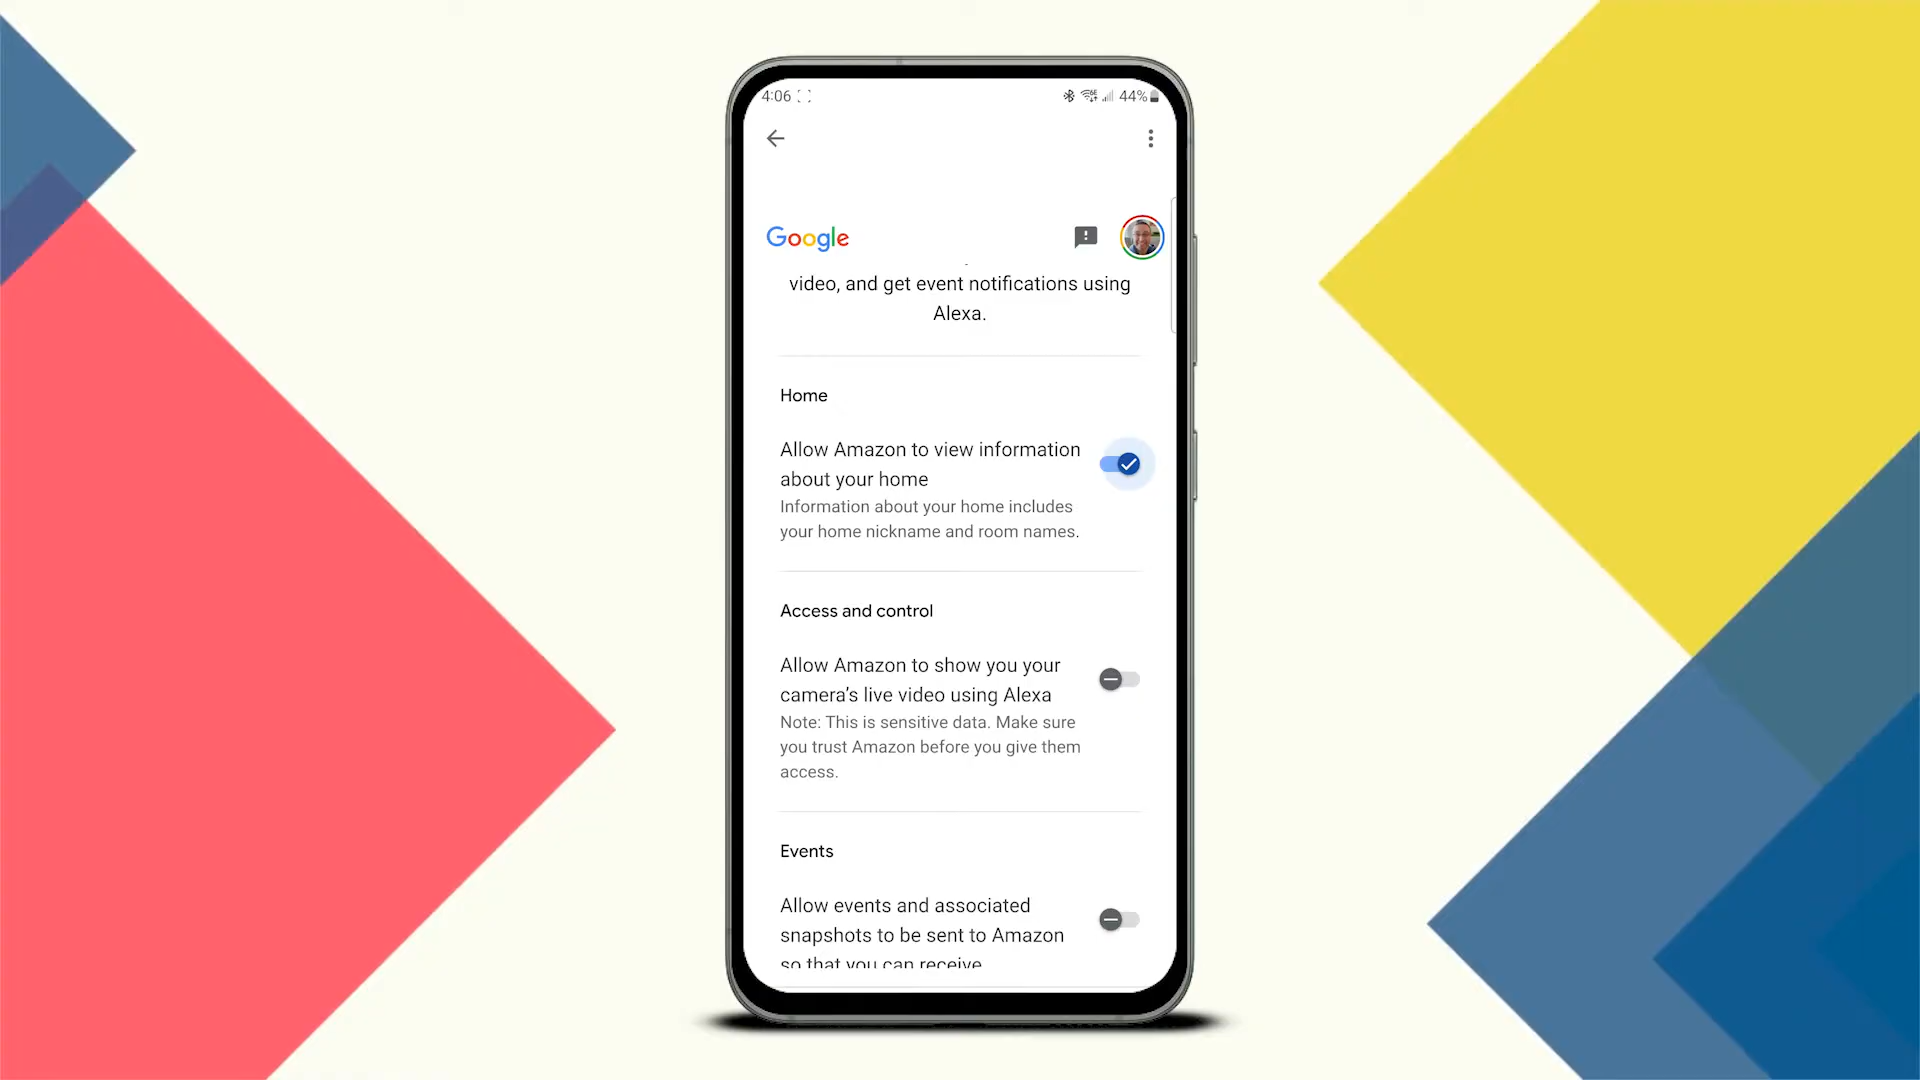 4:06
44%
Google
video, and get event notifications using
Alexa.
Home
Allow Amazon to view information
about your home
Information about your home includes
your home nickname and room names.
Access and control
Allow Amazon to show you your
camera’s live video using Alexa
Note: This is sensitive data. Make sure
you trust Amazon before you give them
access.
Events
Allow events and associated
snapshots to be sent to Amazon
so that you can receive